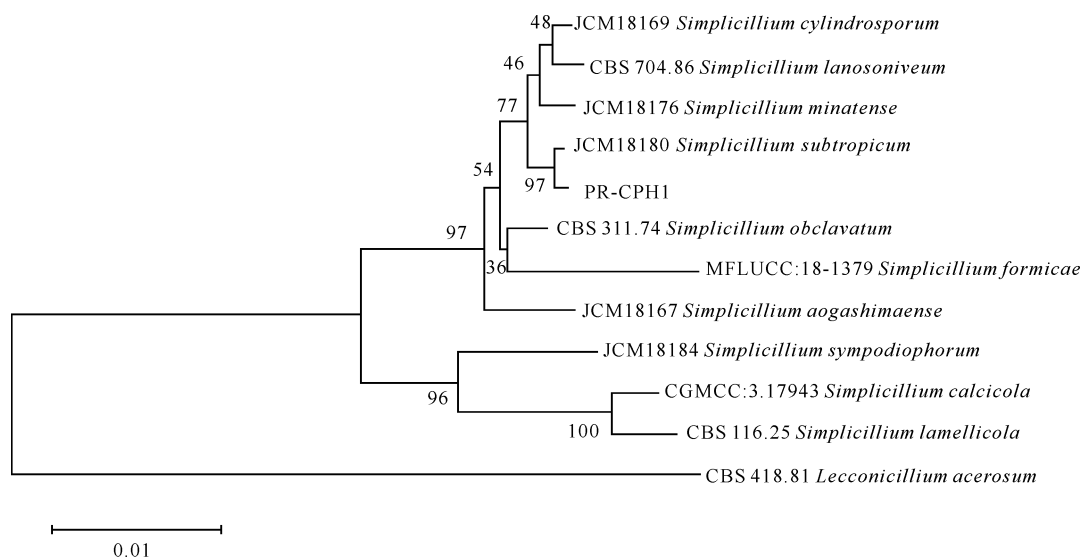 48 JCM18169 Simplicillium cylindrosporum
46 CBS 704.86 Simplicillium lanosoniveum
77 JCM18176 Simplicillium minatense
JCM18180 Simplicillium subtropicum
54
97 PR-CPH1
97 CBS 311.74 Simplicillium obclavatum
36 MFLUCC:18-1379 Simplicillium formicae
JCM18167 Simplicillium aogashimaense
JCM18184 Simplicillium sympodiophorum
96 CGMCC:3.17943 Simplicillium calcicola
100 CBS 116.25 Simplicillium lamellicola
CBS 418.81 Lecconicillium acerosum
0.01